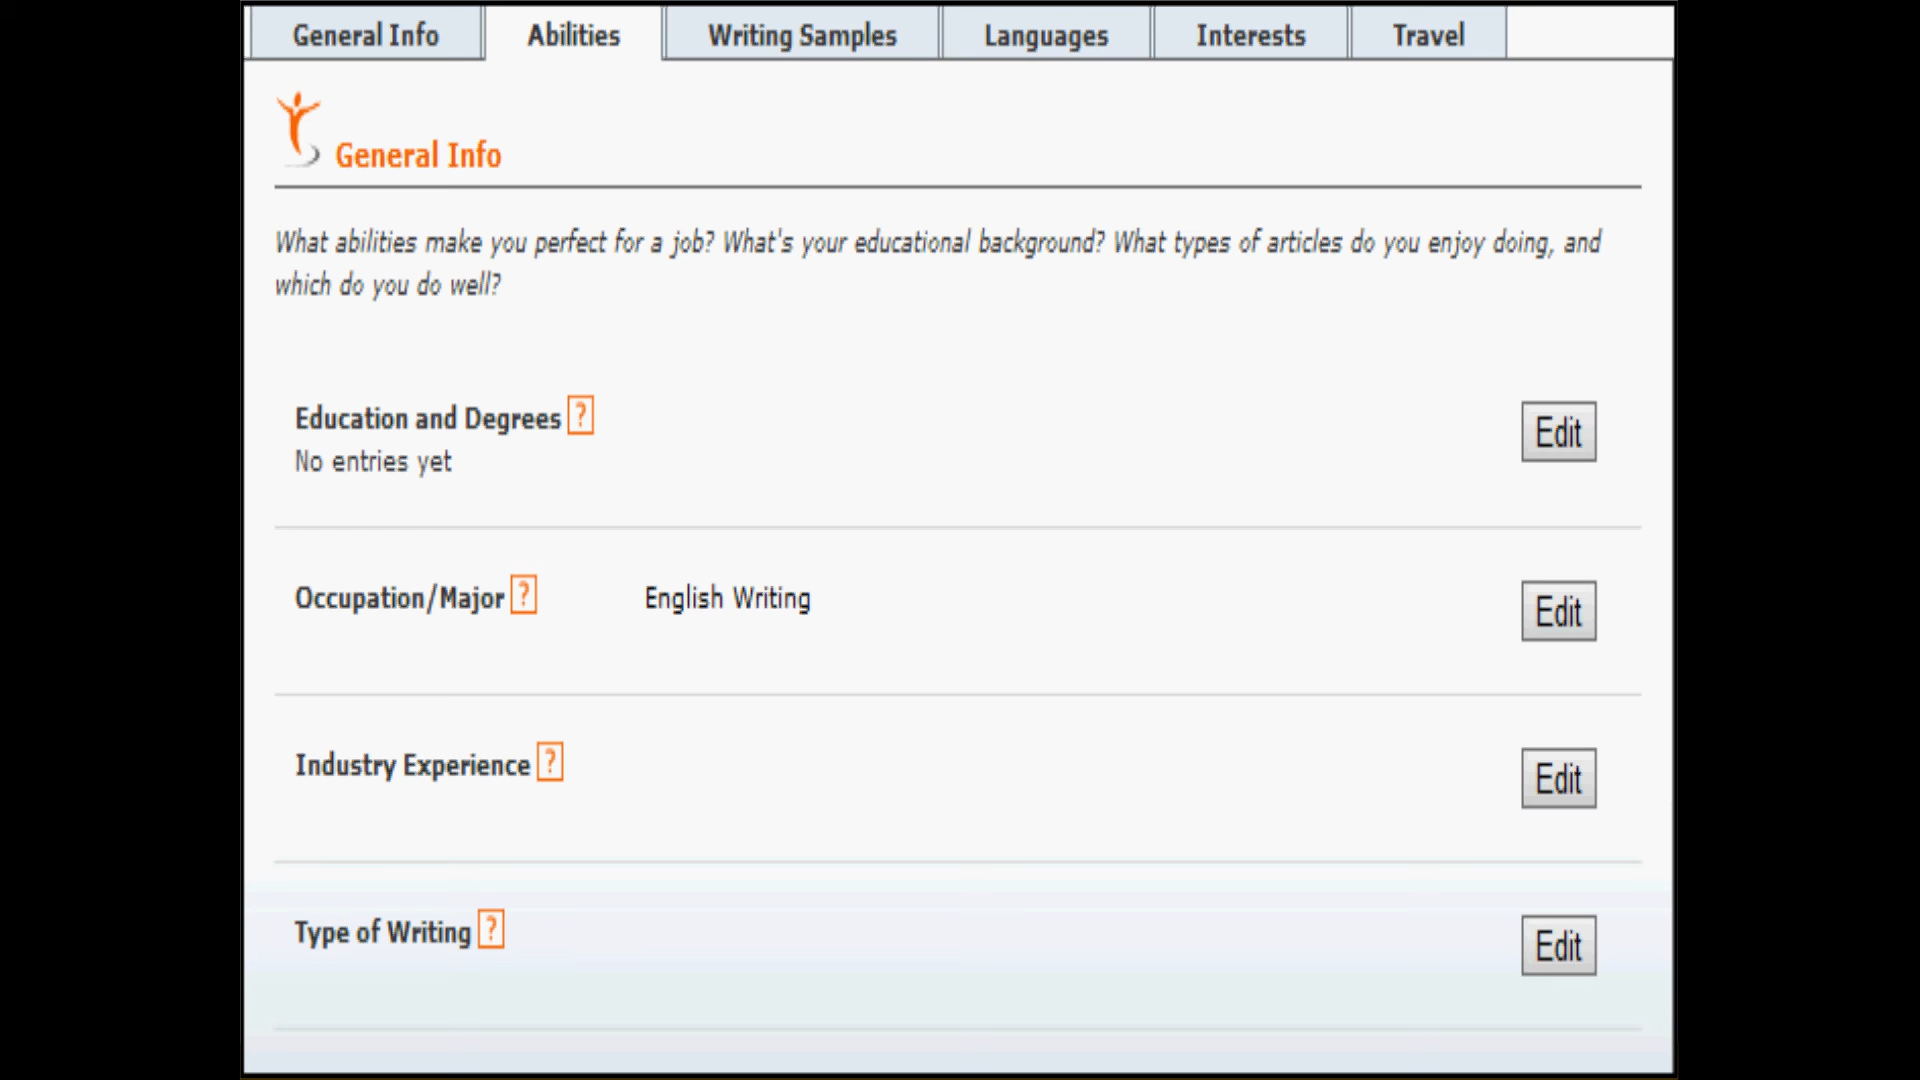 General Info
Abilities
Writing Samples
Languages
Interests
Travel
General Info
What abilities make you perfect for a job? What's your educational background? What types of articles do you enjoy doing, and
which do you do well?
Education and Degrees ?
Edit
No entries yet
Occupation/Major ?
English Writing
Edit
Industry Experience ?
Edit
Type of Writing ?
Edit